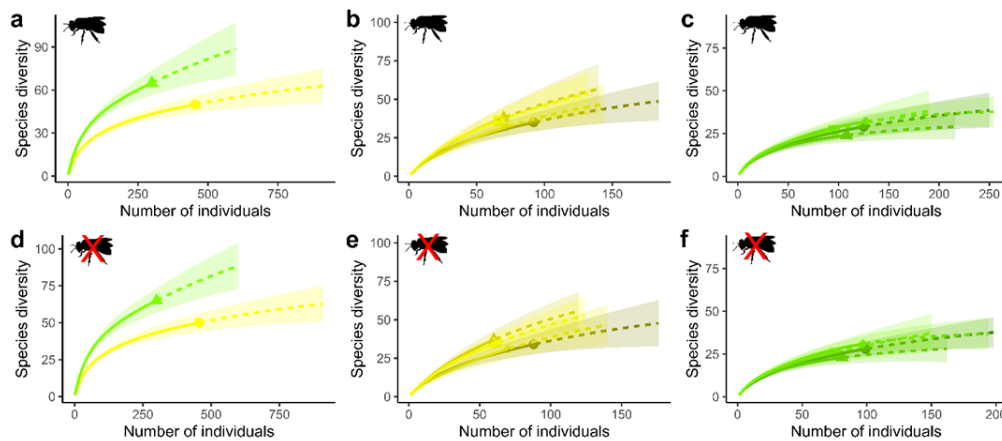 a
b
c
Species diversity
90
60
30
0
Species diversity
100
75
50
25
0
Species diversity
75
50
25
0
0 250 500 750
0 50 100 150
0 50 100 150 200 250
Number of individuals
Number of individuals
Number of individuals
d
e
f
Species diversity
100
75
50
25
0
Species diversity
100
75
50
25
0
Species diversity
75
50
25
0
0 300 600 900
0 50 100 150
0 50 100 150 200
Number of individuals
Number of individuals
Number of individuals